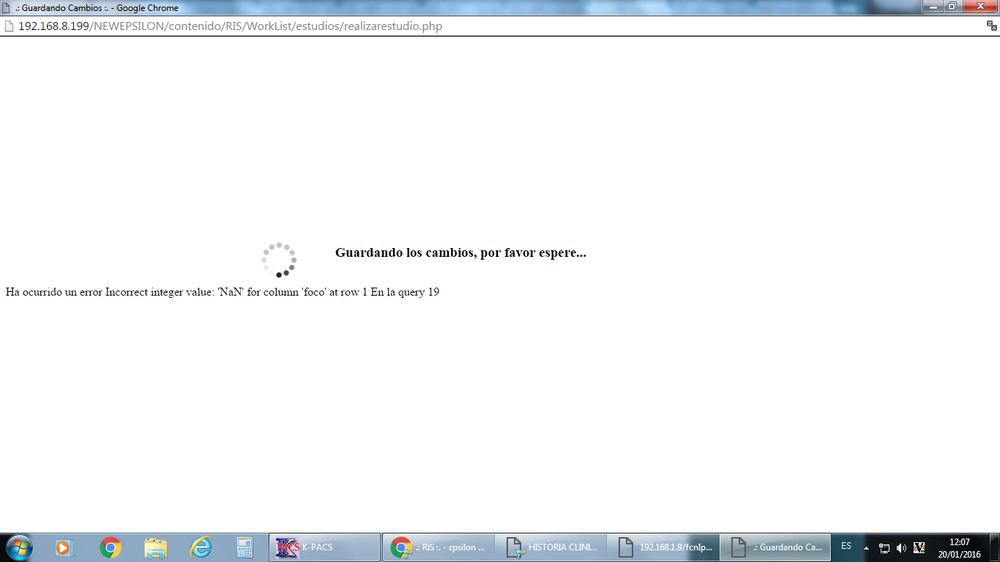 .: Guardando Cambios :. - Google Chrome
192.168.8.199/NEWEPSILON/contenido/RIS/WorkList/estudios/realizarestudio.php
Guardando los cambios, por favor espere...
Ha ocurrido un error Incorrect integer value: 'NaN' for column 'foco' at row 1 En la query 19
K-PACS
.: RIS :. - εpsilon ...
HISTORIA CLINI...
192.168.1.9/fcnIp...
.: Guardando Ca...
ES
12:07
20/01/2016